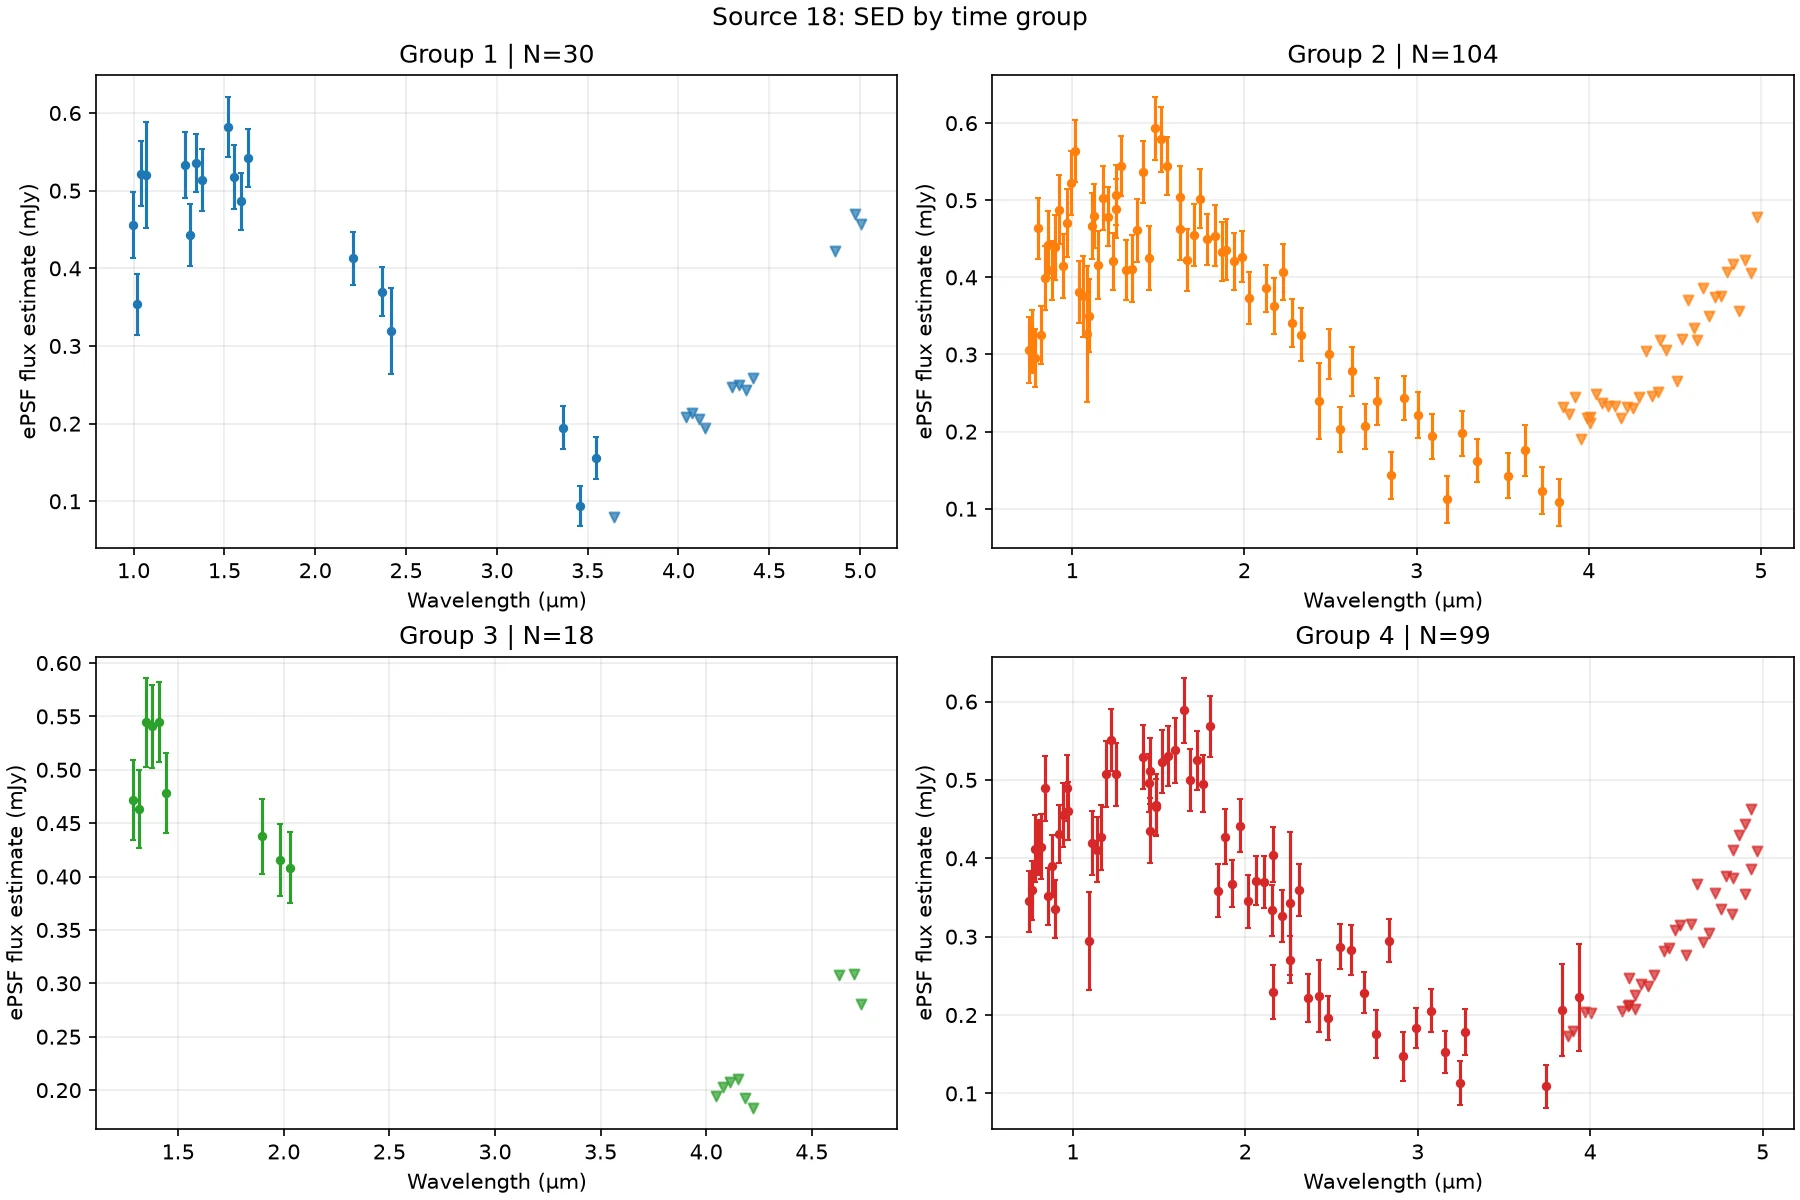 Source 18: SED by time group
Group 1 | N=30
ePSF flux estimate (mJy)
0.6
0.5
0.4
0.3
0.2
0.1
1.0 1.5 2.0 2.5 3.0 3.5 4.0 4.5 5.0
Wavelength (μm)
Group 2 | N=104
ePSF flux estimate (mJy)
0.6
0.5
0.4
0.3
0.2
0.1
1 2 3 4 5
Wavelength (μm)
Group 3 | N=18
ePSF flux estimate (mJy)
0.60
0.55
0.50
0.45
0.40
0.35
0.30
0.25
0.20
1.5 2.0 2.5 3.0 3.5 4.0 4.5
Wavelength (μm)
Group 4 | N=99
ePSF flux estimate (mJy)
0.6
0.5
0.4
0.3
0.2
0.1
1 2 3 4 5
Wavelength (μm)